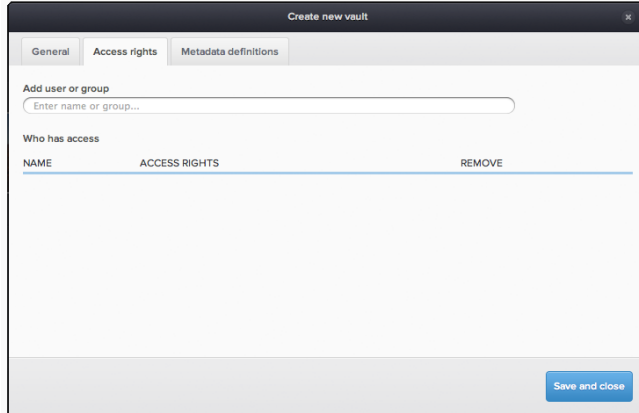 Create new vault
General Access rights Metadata definitions
Add user or group
Enter name or group...
Who has access
NAME ACCESS RIGHTS REMOVE
Save and close